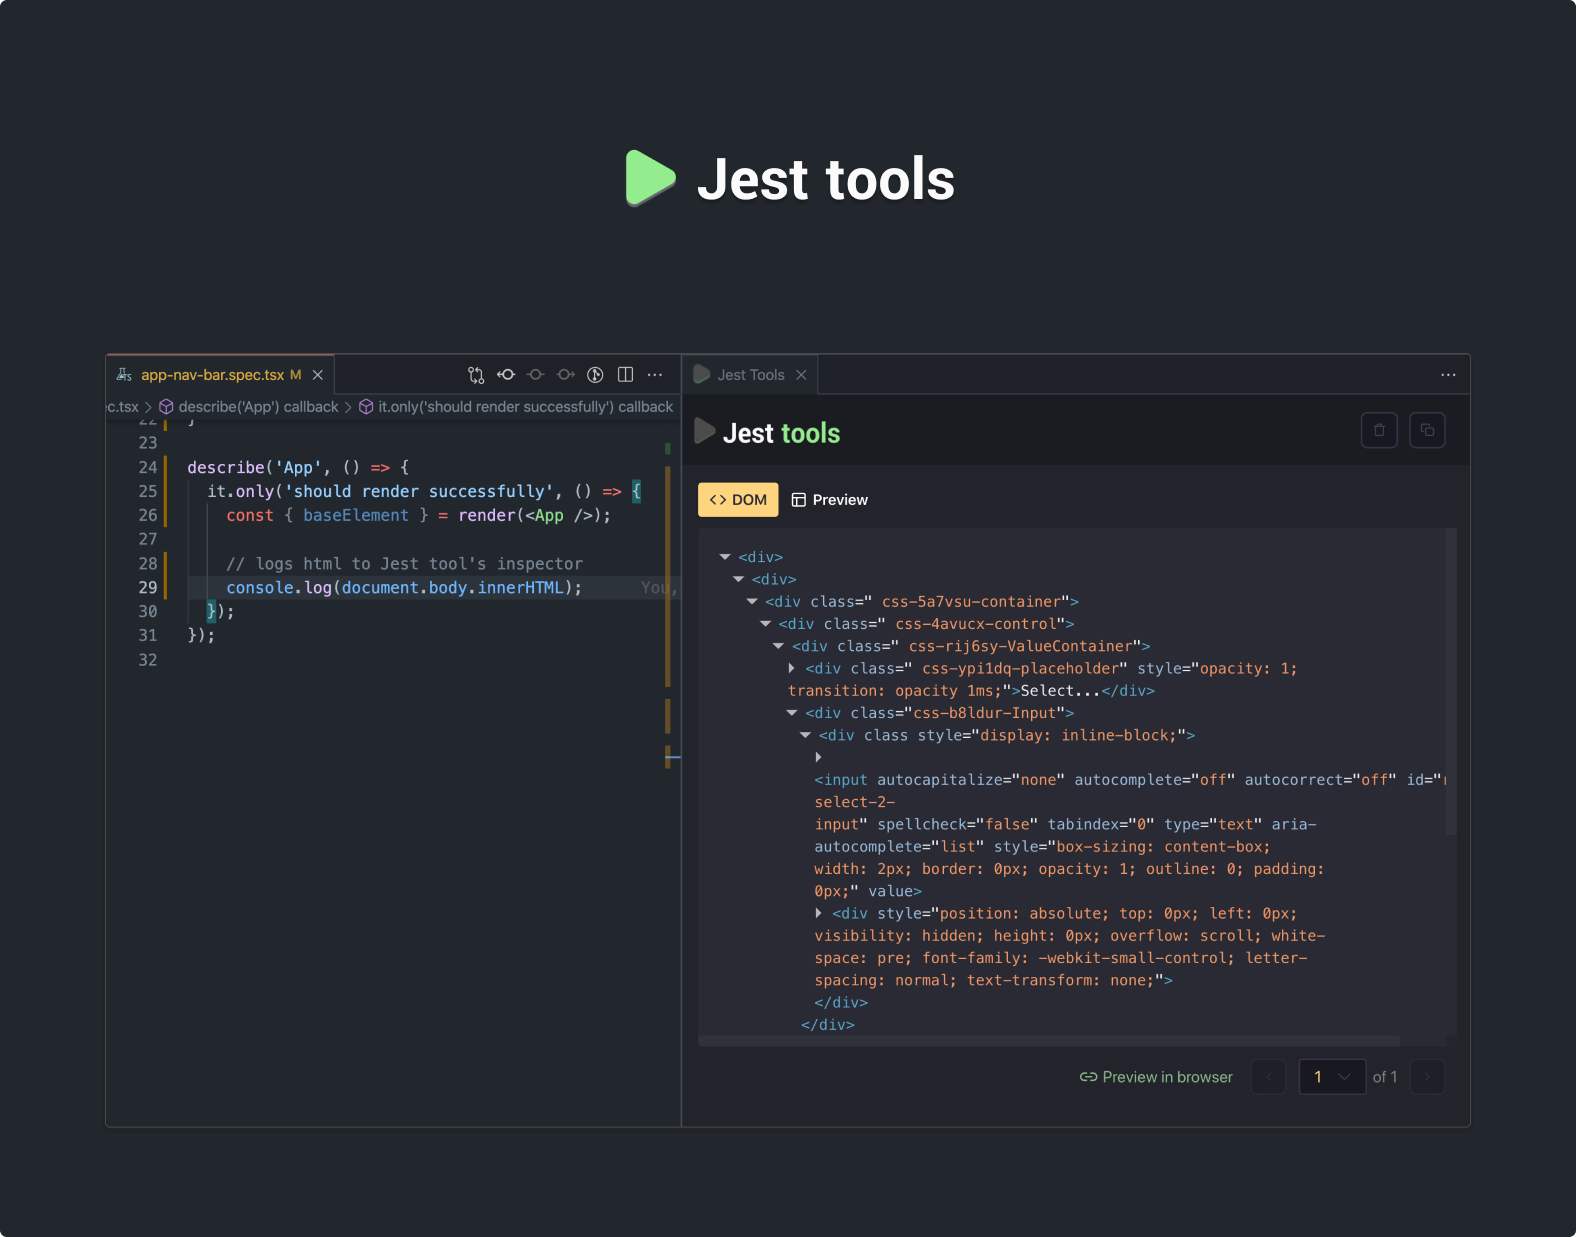 Jest tools
app-nav-bar.spec.tsx M
Jest Tools
c.tsx > describe('App') callback > it.only('should render successfully') callback
22 }
23
24 describe('App', () => {
25 it.only('should render successfully', () => {
26 const { baseElement } = render(<App />);
27
28 // logs html to Jest tool's inspector
29 console.log(document.body.innerHTML); You,
30 });
31 });
32
Jest tools
<> DOM
Preview
<div>
<div>
<div class=" css-5a7vsu-container">
<div class=" css-4avucx-control">
<div class=" css-rij6sy-ValueContainer">
<div class=" css-ypi1dq-placeholder" style="opacity: 1;
transition: opacity 1ms;">Select...</div>
<div class="css-b8ldur-Input">
<div class style="display: inline-block;">
<input autocapitalize="none" autocomplete="off" autocorrect="off" id="
select-2-
input" spellcheck="false" tabindex="0" type="text" aria-
autocomplete="list" style="box-sizing: content-box;
width: 2px; border: 0px; opacity: 1; outline: 0; padding:
0px;" value>
<div style="position: absolute; top: 0px; left: 0px;
visibility: hidden; height: 0px; overflow: scroll; white-
space: pre; font-family: -webkit-small-control; letter-
spacing: normal; text-transform: none;">
</div>
</div>
Preview in browser
1
of 1